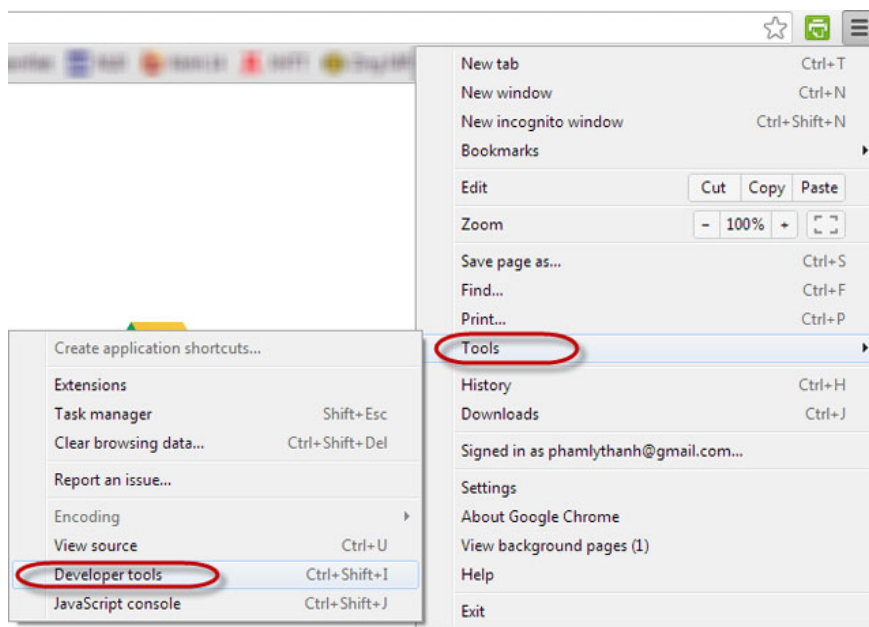 New tab Ctrl+T
New window Ctrl+N
New incognito window Ctrl+Shift+N
Bookmarks
Edit Cut Copy Paste
Zoom - 100% +
Save page as... Ctrl+S
Find... Ctrl+F
Print... Ctrl+P
Tools
History Ctrl+H
Downloads Ctrl+J
Signed in as phamlythanh@gmail.com...
Settings
About Google Chrome
View background pages (1)
Help
Exit
Create application shortcuts...
Extensions
Task manager Shift+Esc
Clear browsing data... Ctrl+Shift+Del
Report an issue...
Encoding
View source Ctrl+U
Developer tools Ctrl+Shift+I
JavaScript console Ctrl+Shift+J